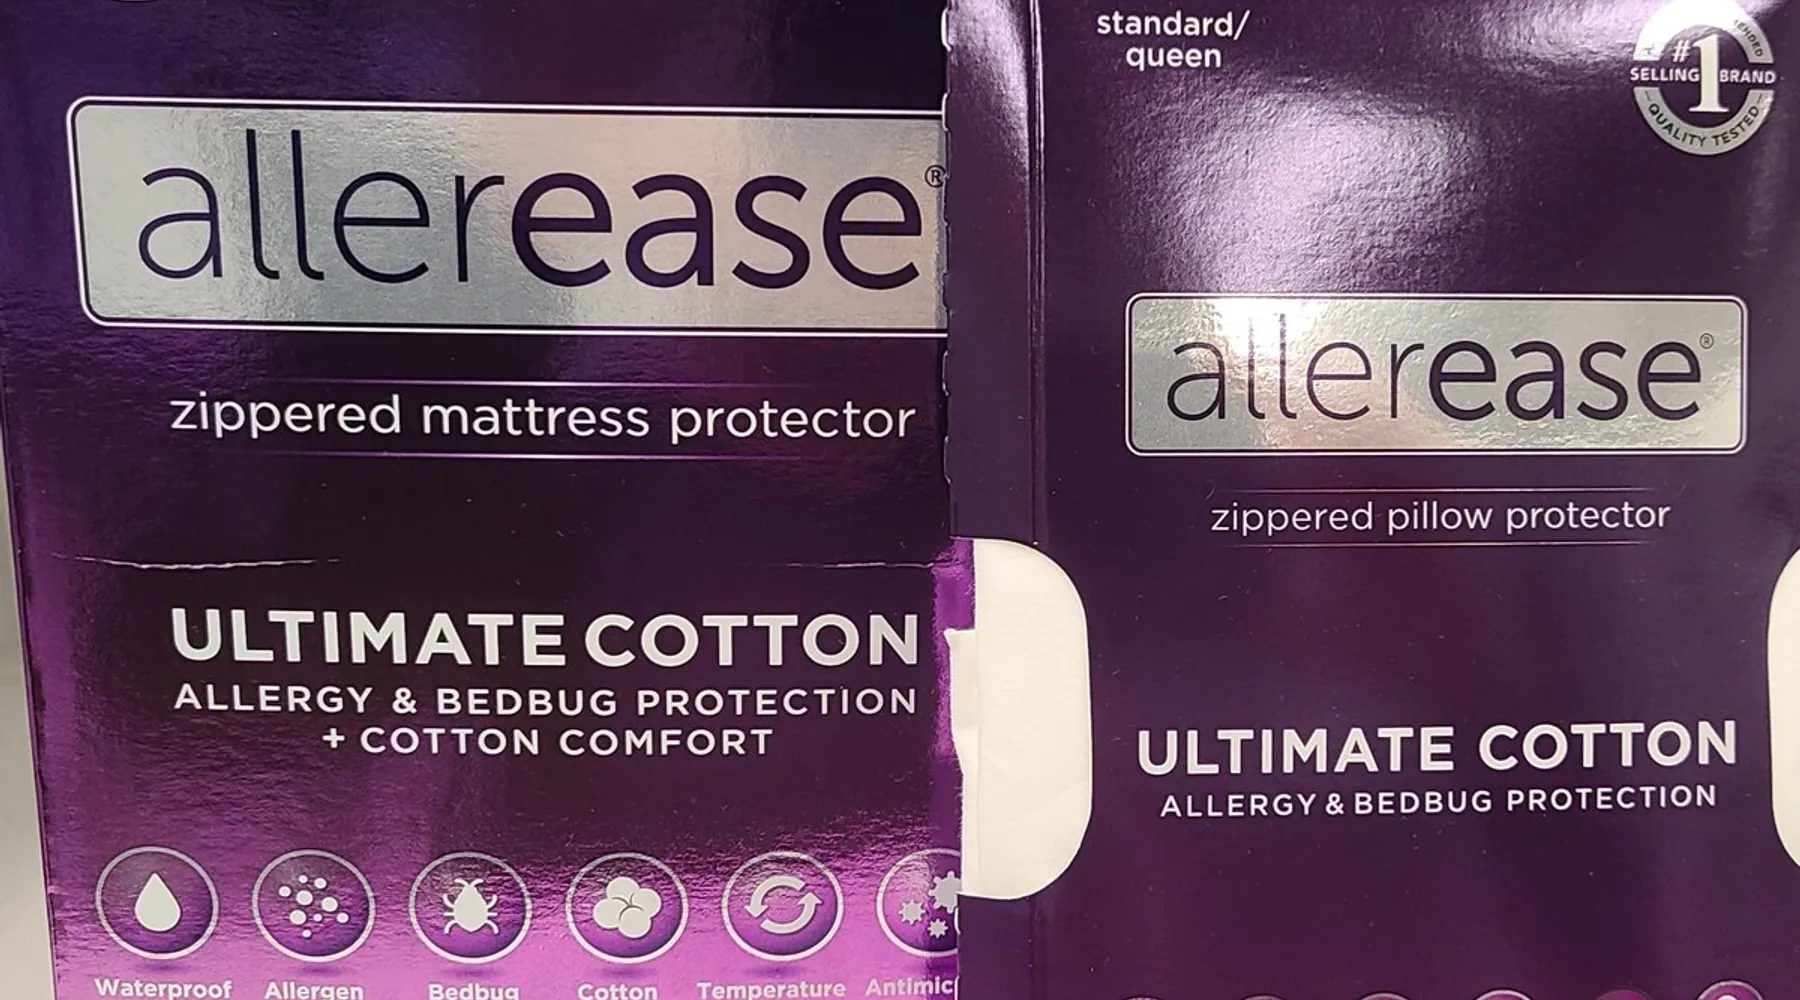 allerease®
zippered mattress protector
ULTIMATE COTTON
ALLERGY & BEDBUG PROTECTION
+ COTTON COMFORT
Waterproof
Allergen
Bedbug
Cotton
Temperature
standard/
queen
#1
SELLING BRAND
QUALITY TESTED
allerease®
zippered pillow protector
ULTIMATE COTTON
ALLERGY & BEDBUG PROTECTION